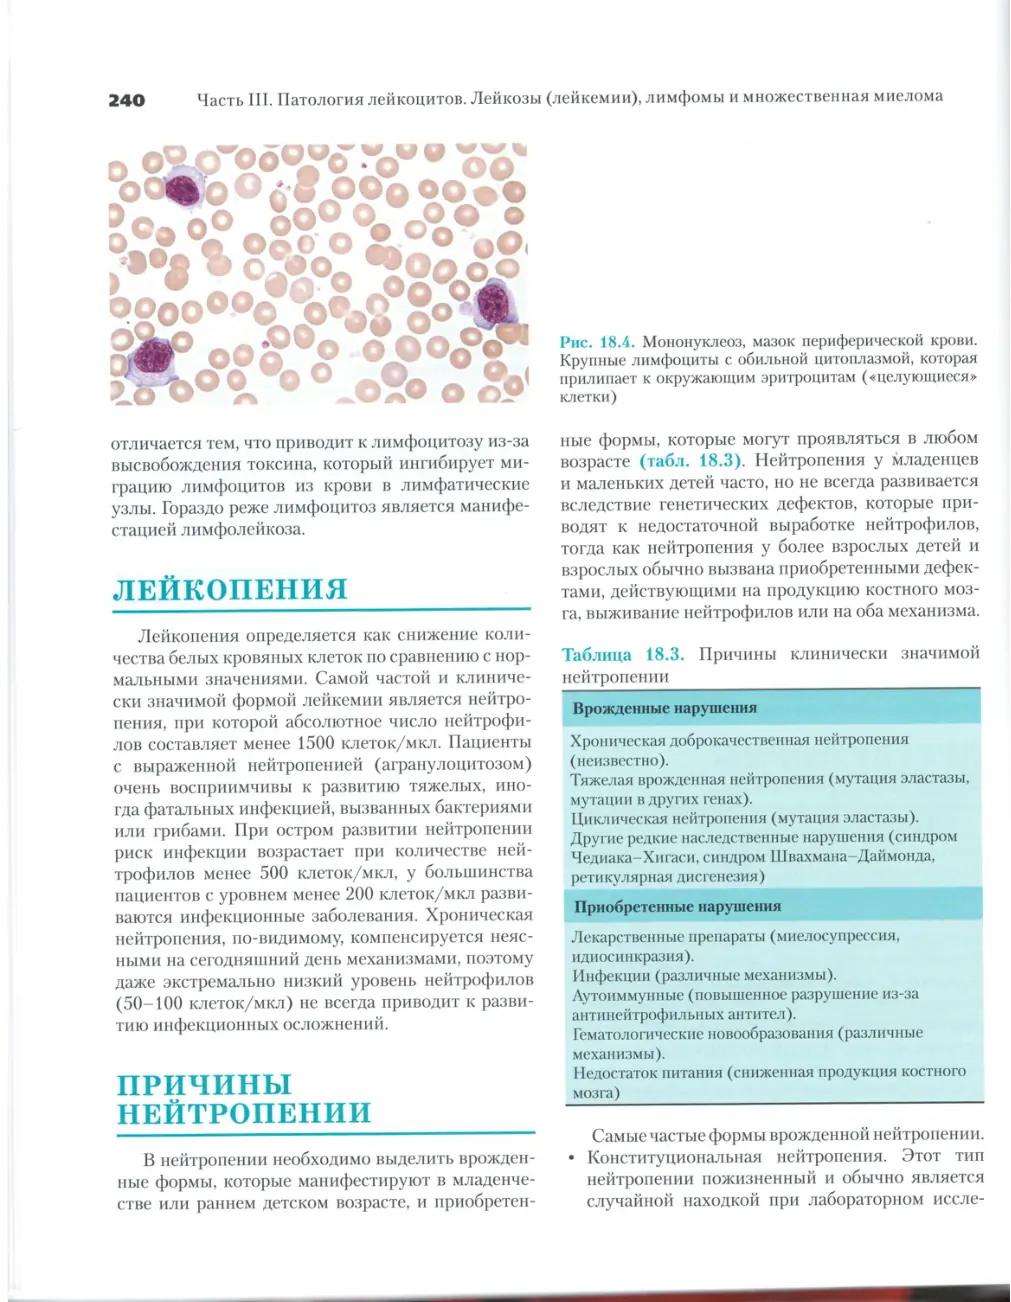 240 Часть III. Патология лейкоцитов. Лейкозы (лейкемии), лимфомы и множественная миелома
Рис. 18.4. Мононуклеоз, мазок периферической крови.
Крупные лимфоциты с обильной цитоплазмой, которая
прилипает к окружающим эритроцитам («целующиеся»
клетки)
отличается тем, что приводит к лимфоцитозу из-за
высвобождения токсина, который ингибирует ми-
грацию лимфоцитов из крови в лимфатические
узлы. Гораздо реже лимфоцитоз является манифе-
стацией лимфолейкоза.
ЛЕЙКОПЕНИЯ
Лейкопения определяется как снижение коли-
чества белых кровяных клеток по сравнению с нор-
мальными значениями. Самой частой и клиниче-
ски значимой формой лейкемии является нейтро-
пения, при которой абсолютное число нейтрофи-
лов составляет менее 1500 клеток/мкл. Пациенты
с выраженной нейтропенией (агранулоцитозом)
очень восприимчивы к развитию тяжелых, ино-
гда фатальных инфекцией, вызванных бактериями
или грибами. При остром развитии нейтропении
риск инфекции возрастает при количестве ней-
трофилов менее 500 клеток/мкл, у большинства
пациентов с уровнем менее 200 клеток/мкл разви-
ваются инфекционные заболевания. Хроническая
нейтропения, по-видимому, компенсируется неяс-
ными на сегодняшний день механизмами, поэтому
даже экстремально низкий уровень нейтрофилов
(50–100 клеток/мкл) не всегда приводит к разви-
тию инфекционных осложнений.
ПРИЧИНЫ
НЕЙТРОПЕНИИ
В нейтропении необходимо выделить врожден-
ные формы, которые манифестируют в младенче-
стве или раннем детском возрасте, и приобретен-
ные формы, которые могут проявляться в любом
возрасте (табл. 18.3). Нейтропения у младенцев
и маленьких детей часто, но не всегда развивается
вследствие генетических дефектов, которые при-
водят к недостаточной выработке нейтрофилов,
тогда как нейтропения у более взрослых детей и
взрослых обычно вызвана приобретенными дефек-
тами, действующими на продукцию костного моз-
га, выживание нейтрофилов или на оба механизма.
Таблица 18.3. Причины клинически значимой
нейтропении
Врожденные нарушения
Хроническая доброкачественная нейтропения
(неизвестно).
Тяжелая врожденная нейтропения (мутация эластазы,
мутации в других генах).
Циклическая нейтропения (мутация эластазы).
Другие редкие наследственные нарушения (синдром
Чедиака–Хигаси, синдром Швахмана–Даймонда,
ретикулярная дисгенезия)
Приобретенные нарушения
Лекарственные препараты (миелосупрессия,
идиосинкразия).
Инфекции (различные механизмы).
Аутоиммунные (повышенное разрушение из-за
антинейтрофильных антител).
Гематологические новообразования (различные
механизмы).
Недостаток питания (сниженная продукция костного
мозга)
Самые частые формы врожденной нейтропении.
• Конституциональная нейтропения. Этот тип
нейтропении пожизненный и обычно является
случайной находкой при лабораторном иссле-